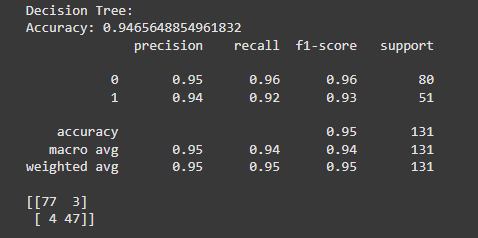 Decision Tree:
Accuracy: 0.9465648854961832
              precision    recall  f1-score   support

           0       0.95      0.96      0.96        80
           1       0.94      0.92      0.93        51

    accuracy                           0.95       131
   macro avg       0.95      0.94      0.94       131
weighted avg       0.95      0.95      0.95       131

[[77  3]
 [ 4 47]]